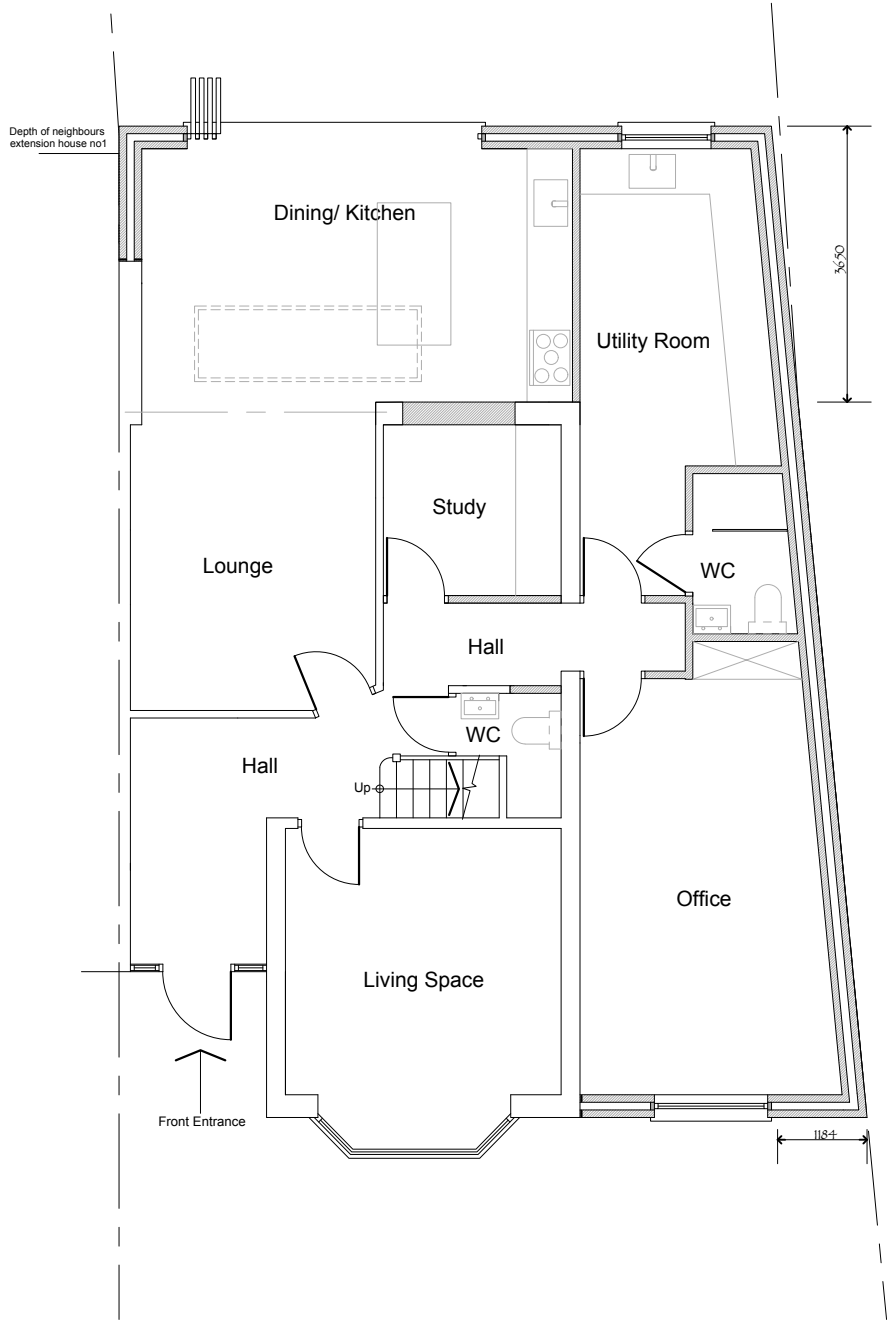 Depth of neighbours
extension house no1
Dining/ Kitchen
3650
Utility Room
Study
Lounge
WC
Hall
WC
Hall
Up
Office
Living Space
Front Entrance
1184